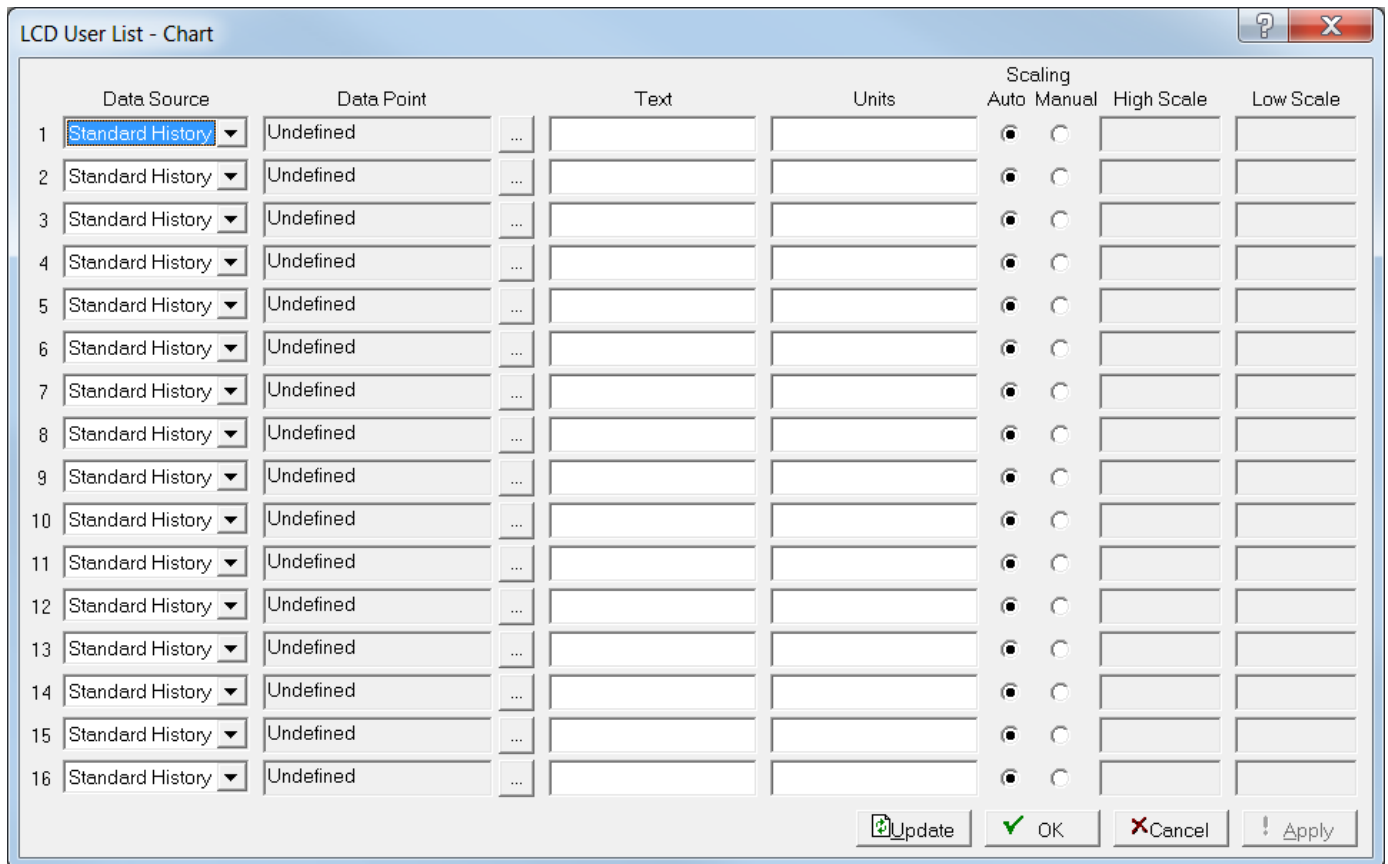 LCD User List - Chart
Scaling
Data Source Data Point Text Units Auto Manual High Scale Low Scale
1 Standard History Undefined ...
2 Standard History Undefined ...
3 Standard History Undefined ...
4 Standard History Undefined ...
5 Standard History Undefined ...
6 Standard History Undefined ...
7 Standard History Undefined ...
8 Standard History Undefined ...
9 Standard History Undefined ...
10 Standard History Undefined ...
11 Standard History Undefined ...
12 Standard History Undefined ...
13 Standard History Undefined ...
14 Standard History Undefined ...
15 Standard History Undefined ...
16 Standard History Undefined ...
Update OK Cancel ! Apply